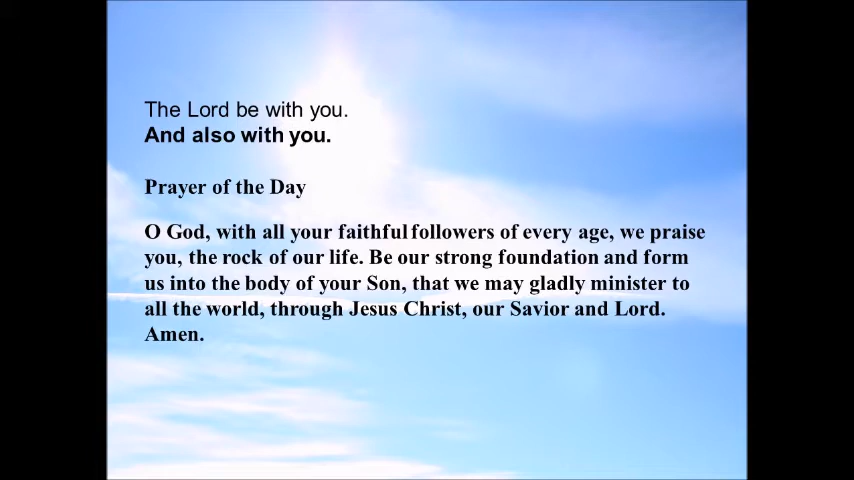 The Lord be with you.
And also with you.
Prayer of the Day
O God, with all your faithful followers of every age, we praise
you, the rock of our life. Be our strong foundation and form
us into the body of your Son, that we may gladly minister to
all the world, through Jesus Christ, our Savior and Lord.
Amen.